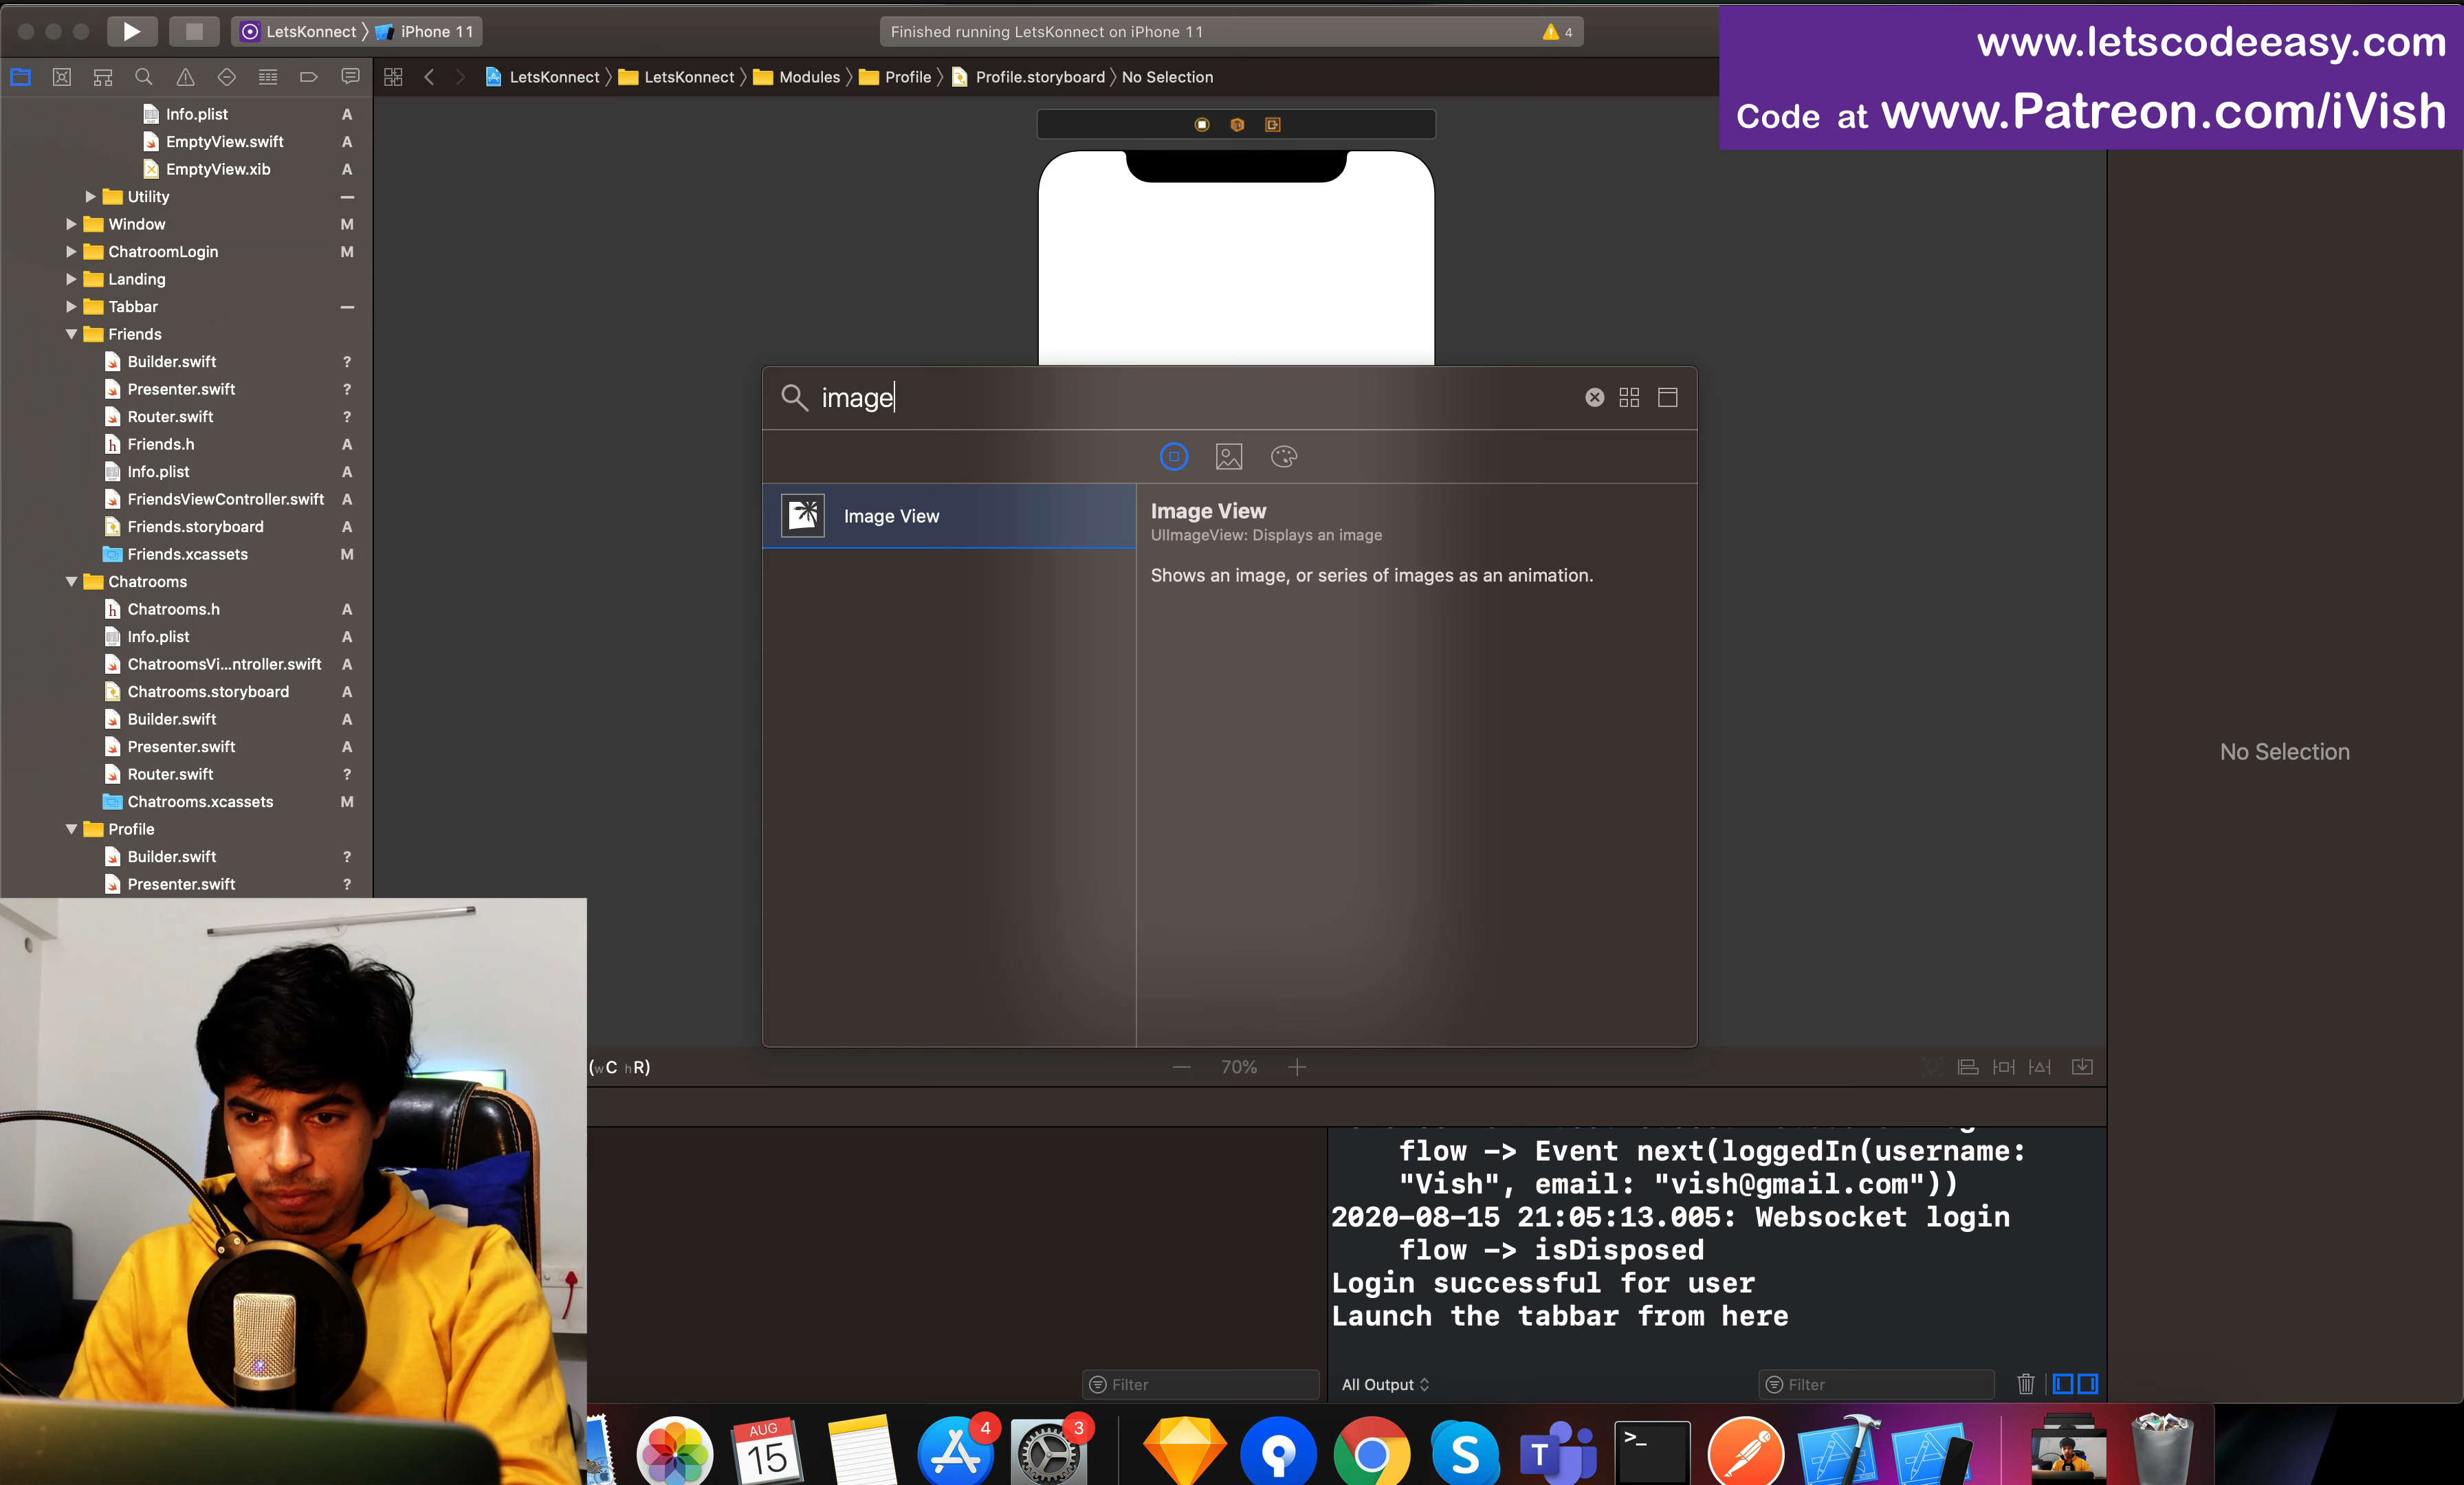 LetsKonnect 〉 iPhone 11
Finished running LetsKonnect on iPhone 11
4
www.letscodeeasy.com
Code at www.Patreon.com/iVish
LetsKonnect 〉 LetsKonnect 〉 Modules 〉 Profile 〉 Profile.storyboard 〉 No Selection
Info.plist A
EmptyView.swift A
EmptyView.xib A
Utility —
Window M
ChatroomLogin M
Landing
Tabbar —
Friends
Builder.swift ?
Presenter.swift ?
Router.swift ?
h Friends.h A
Info.plist A
FriendsViewController.swift A
Friends.storyboard A
Friends.xcassets M
Chatrooms
h Chatrooms.h A
Info.plist A
ChatroomsVi...ntroller.swift A
Chatrooms.storyboard A
Builder.swift A
Presenter.swift A
Router.swift ?
Chatrooms.xcassets M
Profile
Builder.swift ?
Presenter.swift ?
image
Image View
Image View
UIImageView: Displays an image
Shows an image, or series of images as an animation.
No Selection
(wC hR)
70%
flow -> Event next(loggedIn(username:
"Vish", email: "vish@gmail.com"))
2020-08-15 21:05:13.005: Websocket login
flow -> isDisposed
Login successful for user
Launch the tabbar from here
Filter
All Output
Filter
AUG
15
4
3
S
T
>_